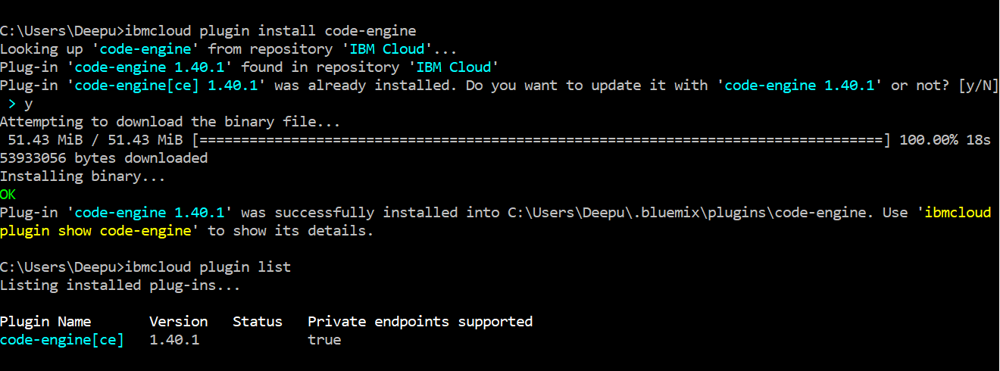 C:\Users\Deepu>ibmcloud plugin install code-engine
Looking up 'code-engine' from repository 'IBM Cloud'...
Plug-in 'code-engine 1.40.1' found in repository 'IBM Cloud'
Plug-in 'code-engine[ce] 1.40.1' was already installed. Do you want to update it with 'code-engine 1.40.1' or not? [y/N]
> y
Attempting to download the binary file...
51.43 MiB / 51.43 MiB [==================================================================================] 100.00% 18s
53933056 bytes downloaded
Installing binary...
OK
Plug-in 'code-engine 1.40.1' was successfully installed into C:\Users\Deepu\.bluemix\plugins\code-engine. Use 'ibmcloud
plugin show code-engine' to show its details.
C:\Users\Deepu>ibmcloud plugin list
Listing installed plug-ins...
Plugin Name       Version   Status   Private endpoints supported
code-engine[ce]   1.40.1             true